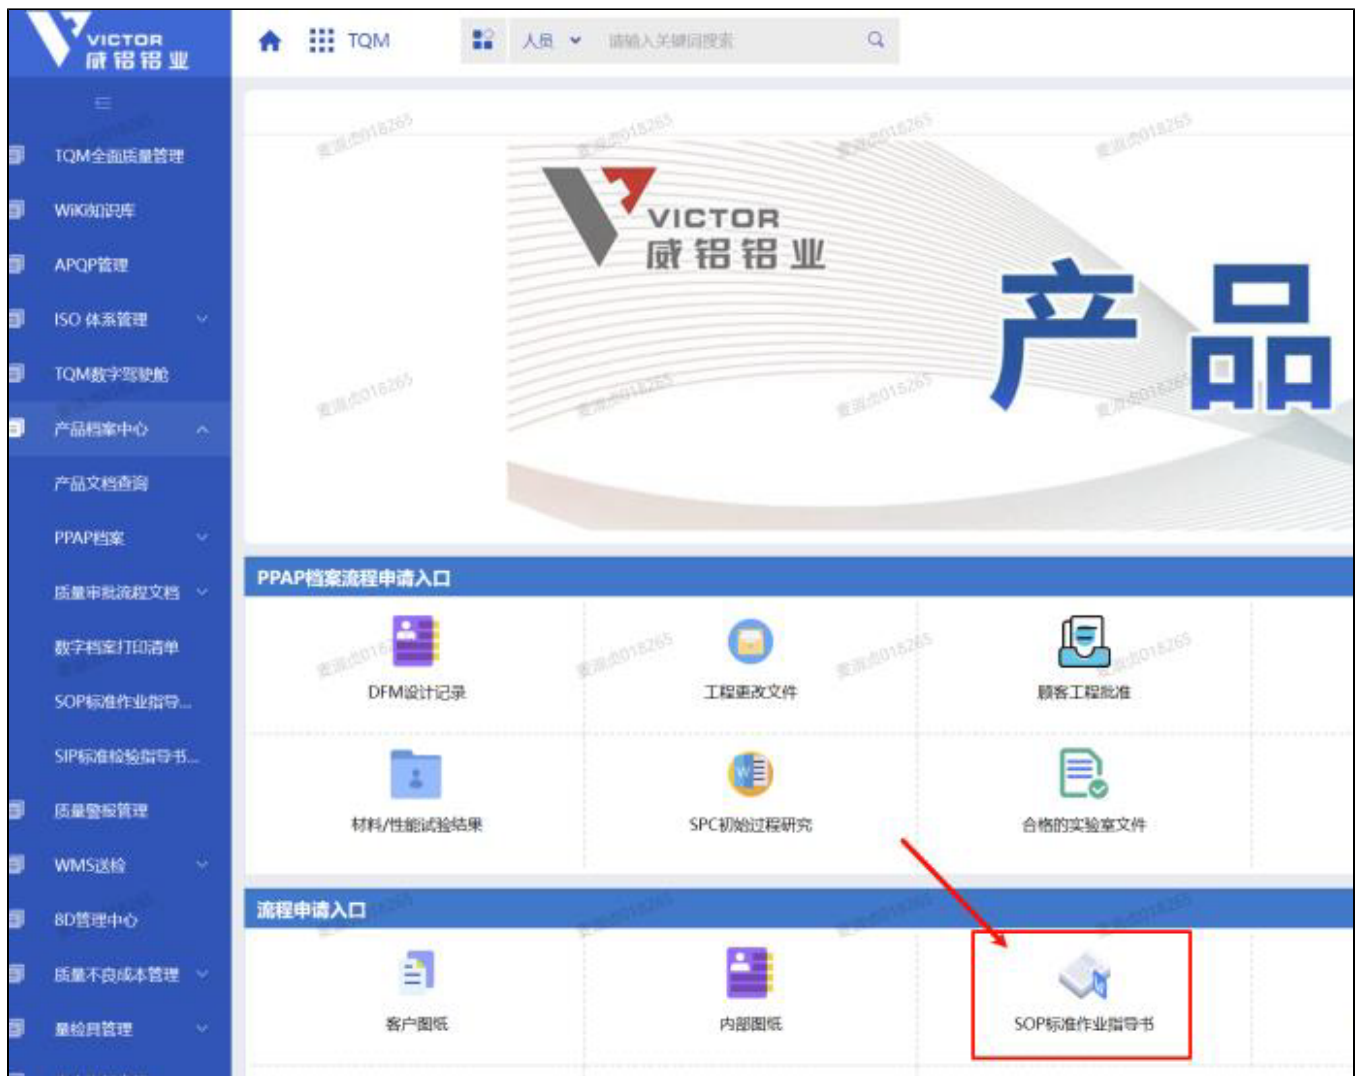 VICTOR
威铝铝业
TQM
人员
请输入关键词搜索
TQM全面质量管理
WiKi知识库
APQP管理
ISO 体系管理
TQM数字驾驶舱
产品档案中心
产品文档查询
PPAP档案
质量审批流程文档
数字档案打印清单
SOP标准作业指导...
SIP标准检验指导书...
质量警报管理
WMS送检
8D管理中心
质量不良成本管理
量检具管理
VICTOR
威铝铝业
产品
PPAP档案流程申请入口
DFM设计记录
工程更改文件
顾客工程批准
材料/性能试验结果
SPC初始过程研究
合格的实验室文件
流程申请入口
客户图纸
内部图纸
SOP标准作业指导书